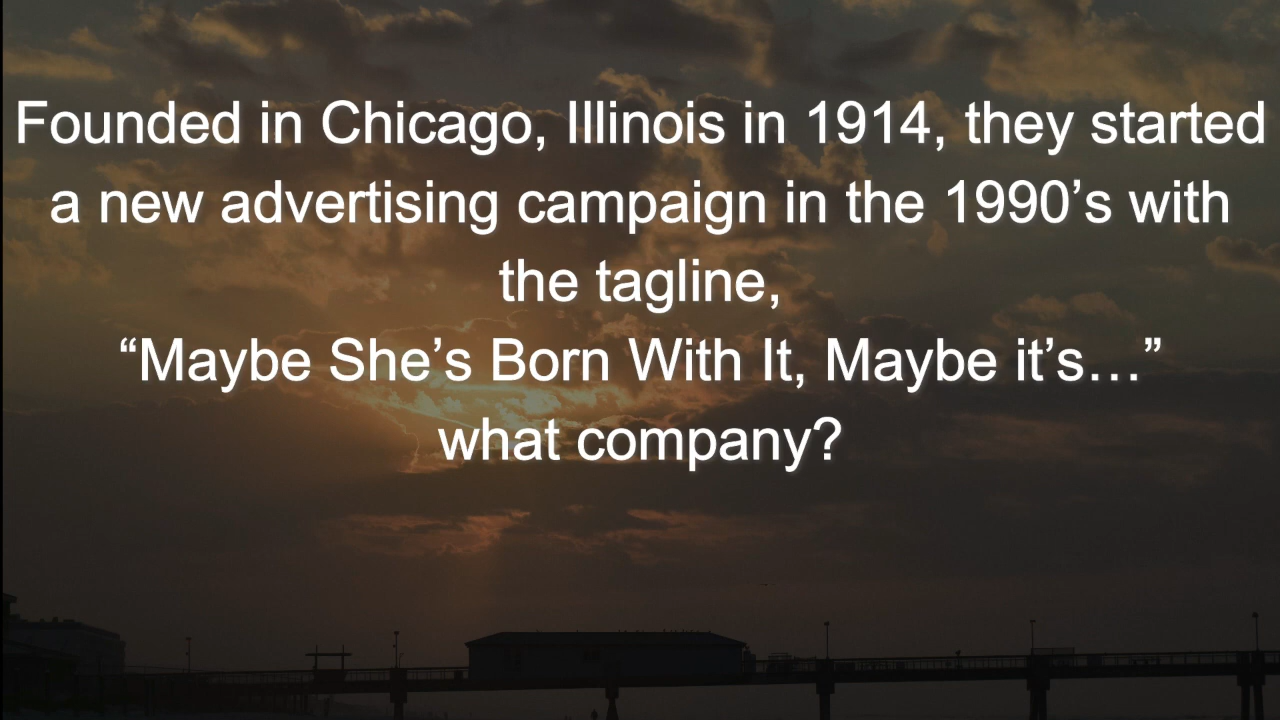 Founded in Chicago, Illinois in 1914, they started
a new advertising campaign in the 1990’s with
the tagline,
“Maybe She’s Born With It, Maybe it’s…”
what company?